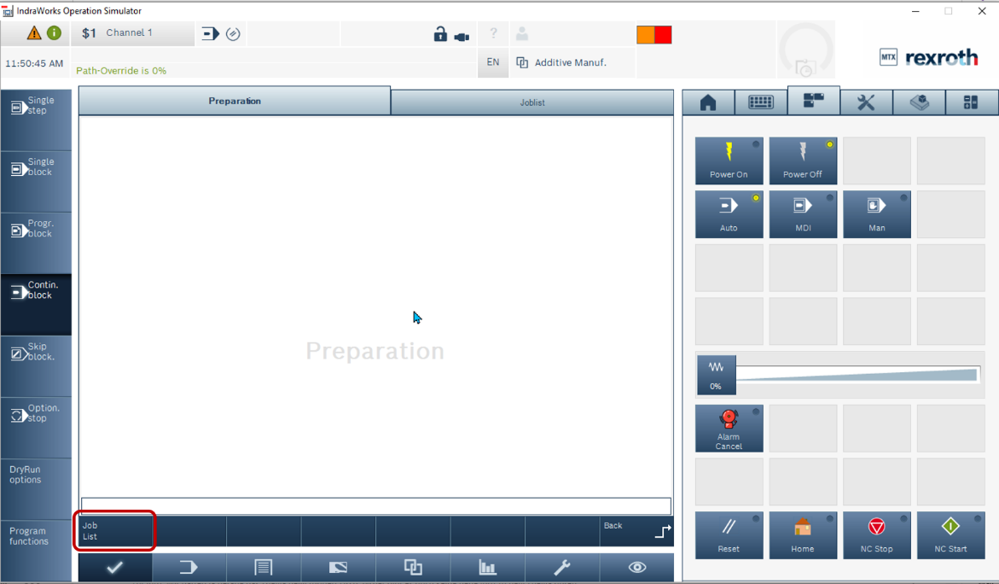 IndraWorks Operation Simulator
$1 Channel 1
?
11:50:45 AM
Path-Override is 0%
EN
Additive Manuf.
MTX rexroth
Single
step
Single
block
Progr.
block
Contin.
block
Skip
block.
Option.
stop
DryRun
options
Program
functions
Preparation
Joblist
Preparation
Job
List
Back
Power On
Power Off
Auto
MDI
Man
0%
Alarm
Cancel
Reset
Home
NC Stop
NC Start